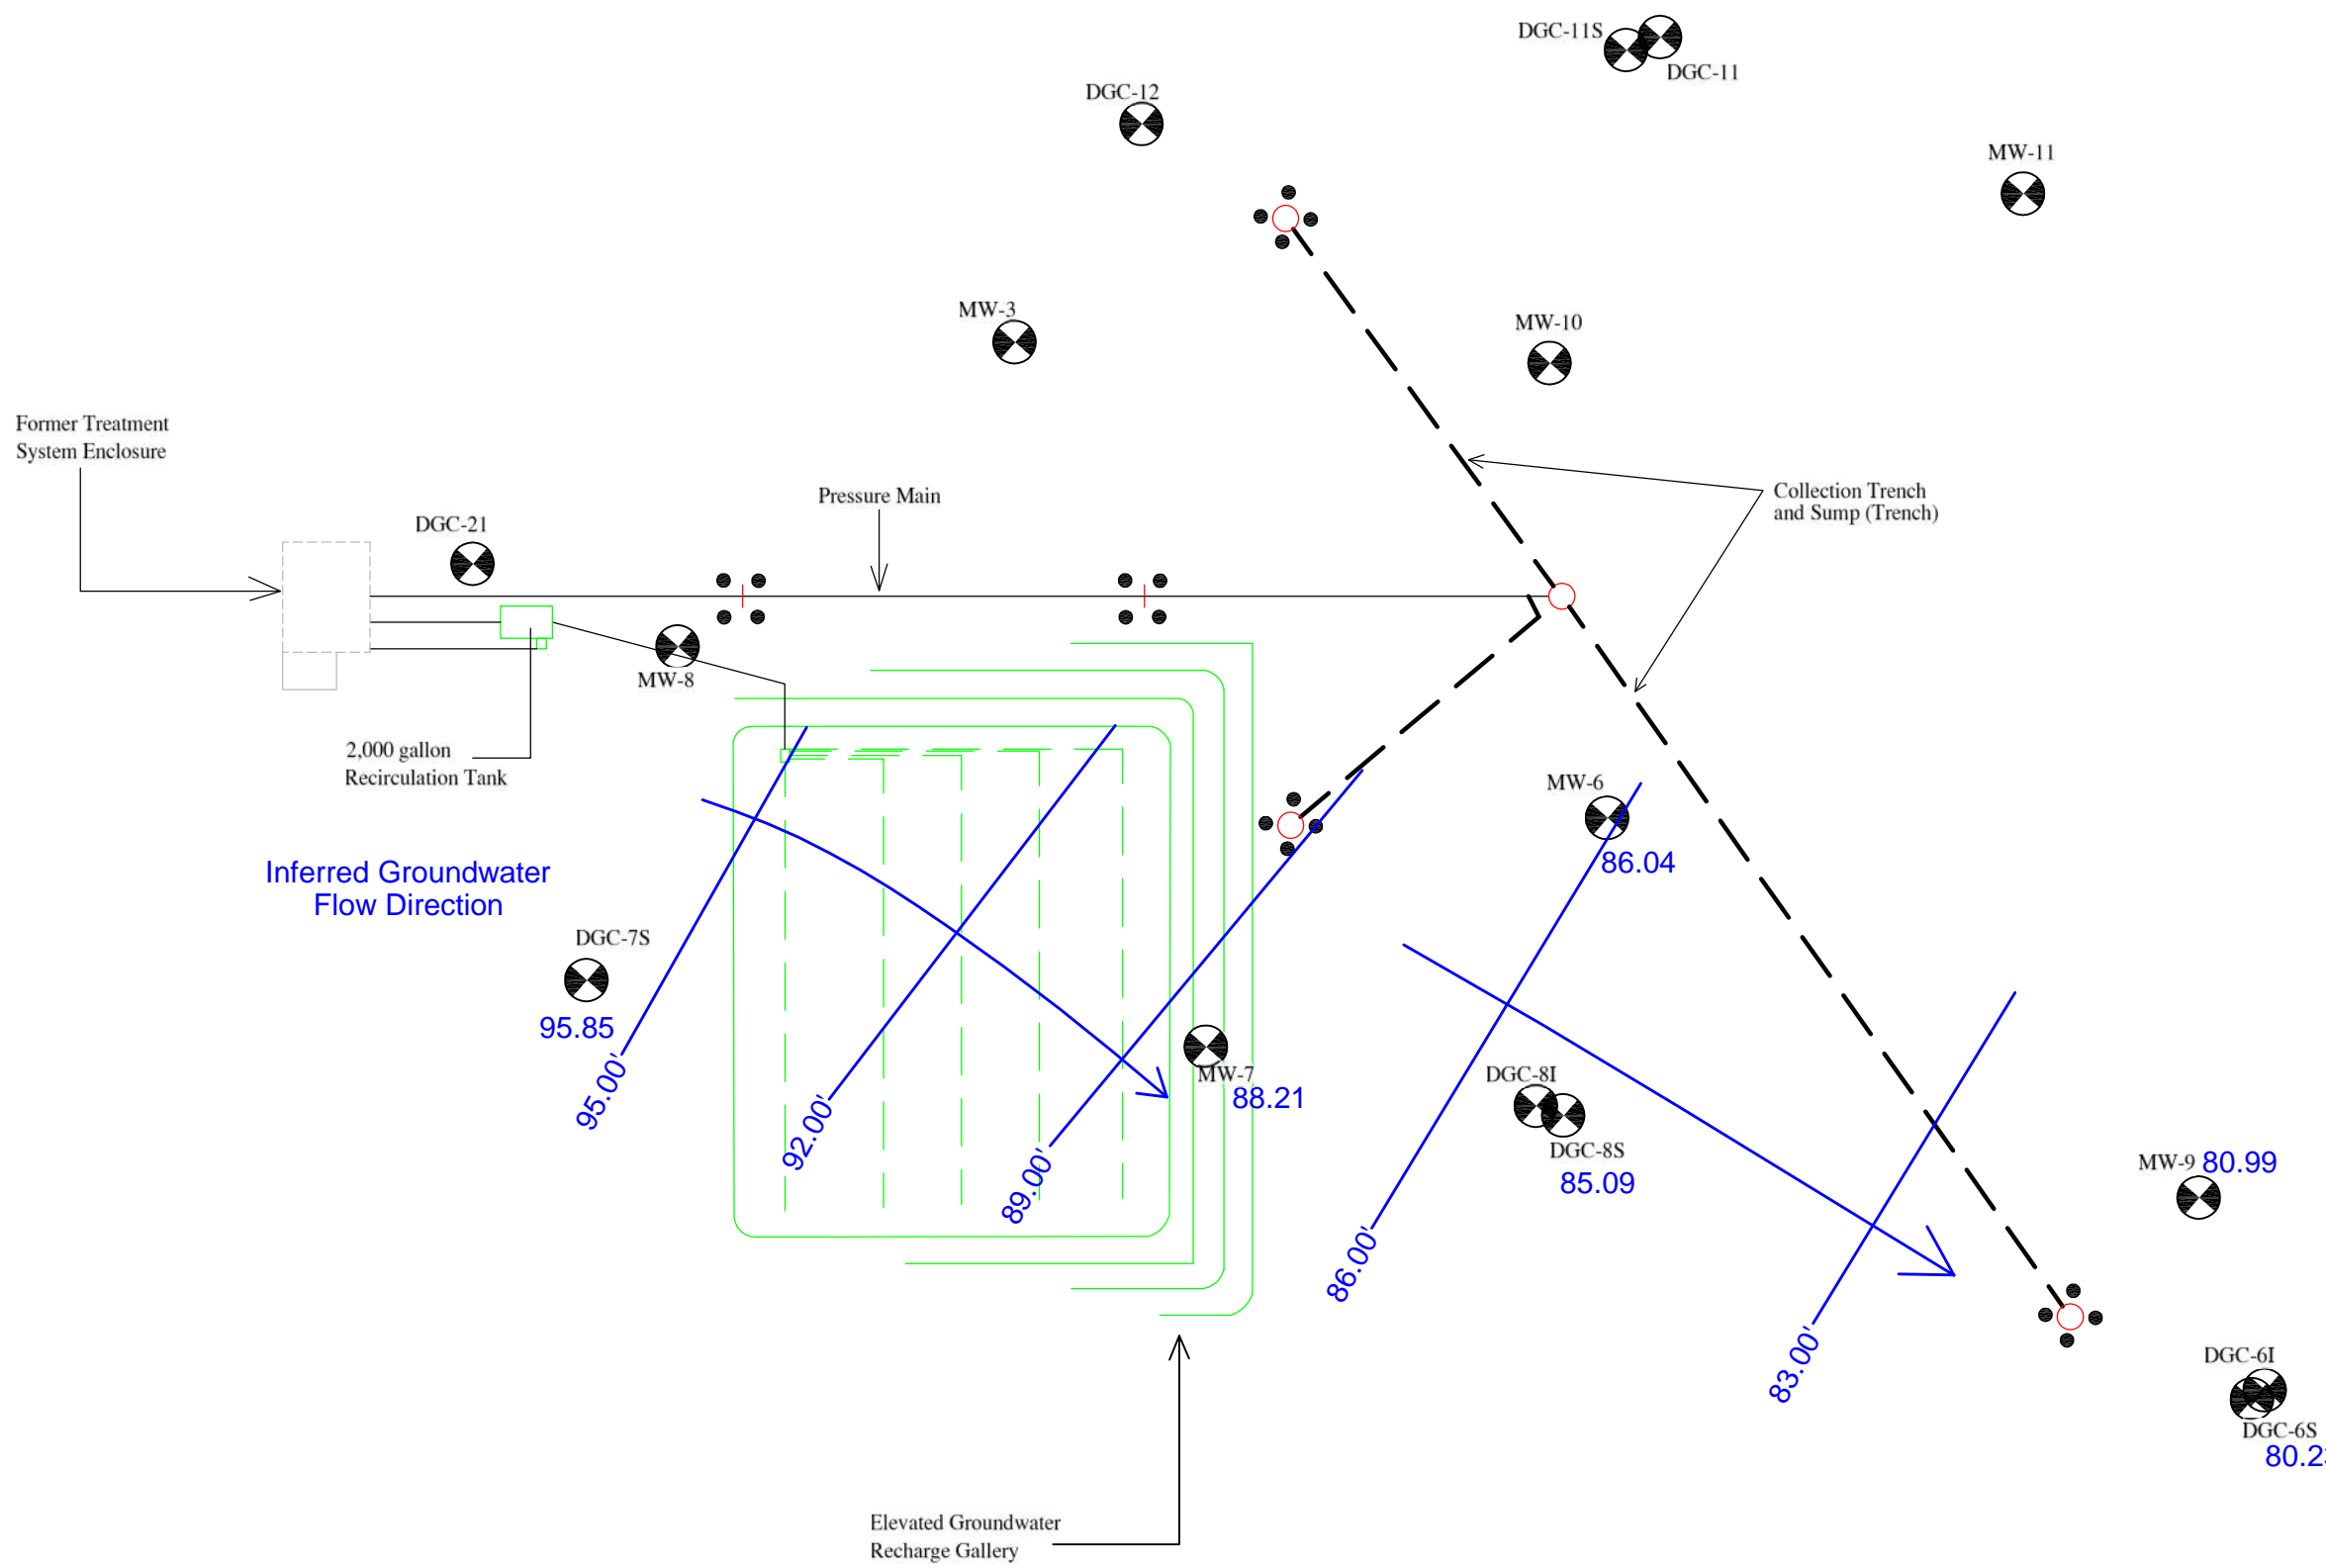 DGC-11S
DGC-11
DGC-12
MW-11
MW-3
MW-10
Former Treatment
System Enclosure
Pressure Main
Collection Trench
and Sump (Trench)
DGC-21
MW-8
2,000 gallon
Recirculation Tank
MW-6
86.04
Inferred Groundwater
Flow Direction
DGC-7S
95.85
95.00'
92.00'
89.00'
MW-7
88.21
DGC-8I
DGC-8S
85.09
86.00'
83.00'
MW-9 80.99
DGC-6I
DGC-6S
80.2
Elevated Groundwater
Recharge Gallery